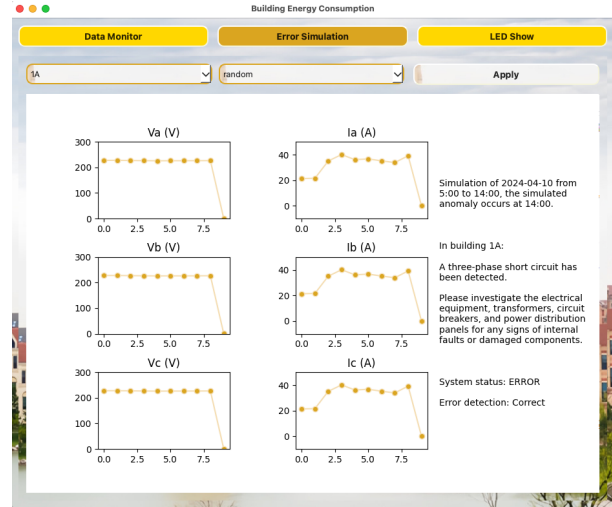 Building Energy Consumption
Data Monitor
Error Simulation
LED Show
1A
random
Apply
Va (V)
300
200
100
0
0.0 2.5 5.0 7.5
Ia (A)
40
20
0
0.0 2.5 5.0 7.5
Vb (V)
300
200
100
0
0.0 2.5 5.0 7.5
Ib (A)
40
20
0
0.0 2.5 5.0 7.5
Vc (V)
300
200
100
0
0.0 2.5 5.0 7.5
Ic (A)
40
20
0
0.0 2.5 5.0 7.5
Simulation of 2024-04-10 from
5:00 to 14:00, the simulated
anomaly occurs at 14:00.
In building 1A:
A three-phase short circuit has
been detected.
Please investigate the electrical
equipment, transformers, circuit
breakers, and power distribution
panels for any signs of internal
faults or damaged components.
System status: ERROR
Error detection: Correct